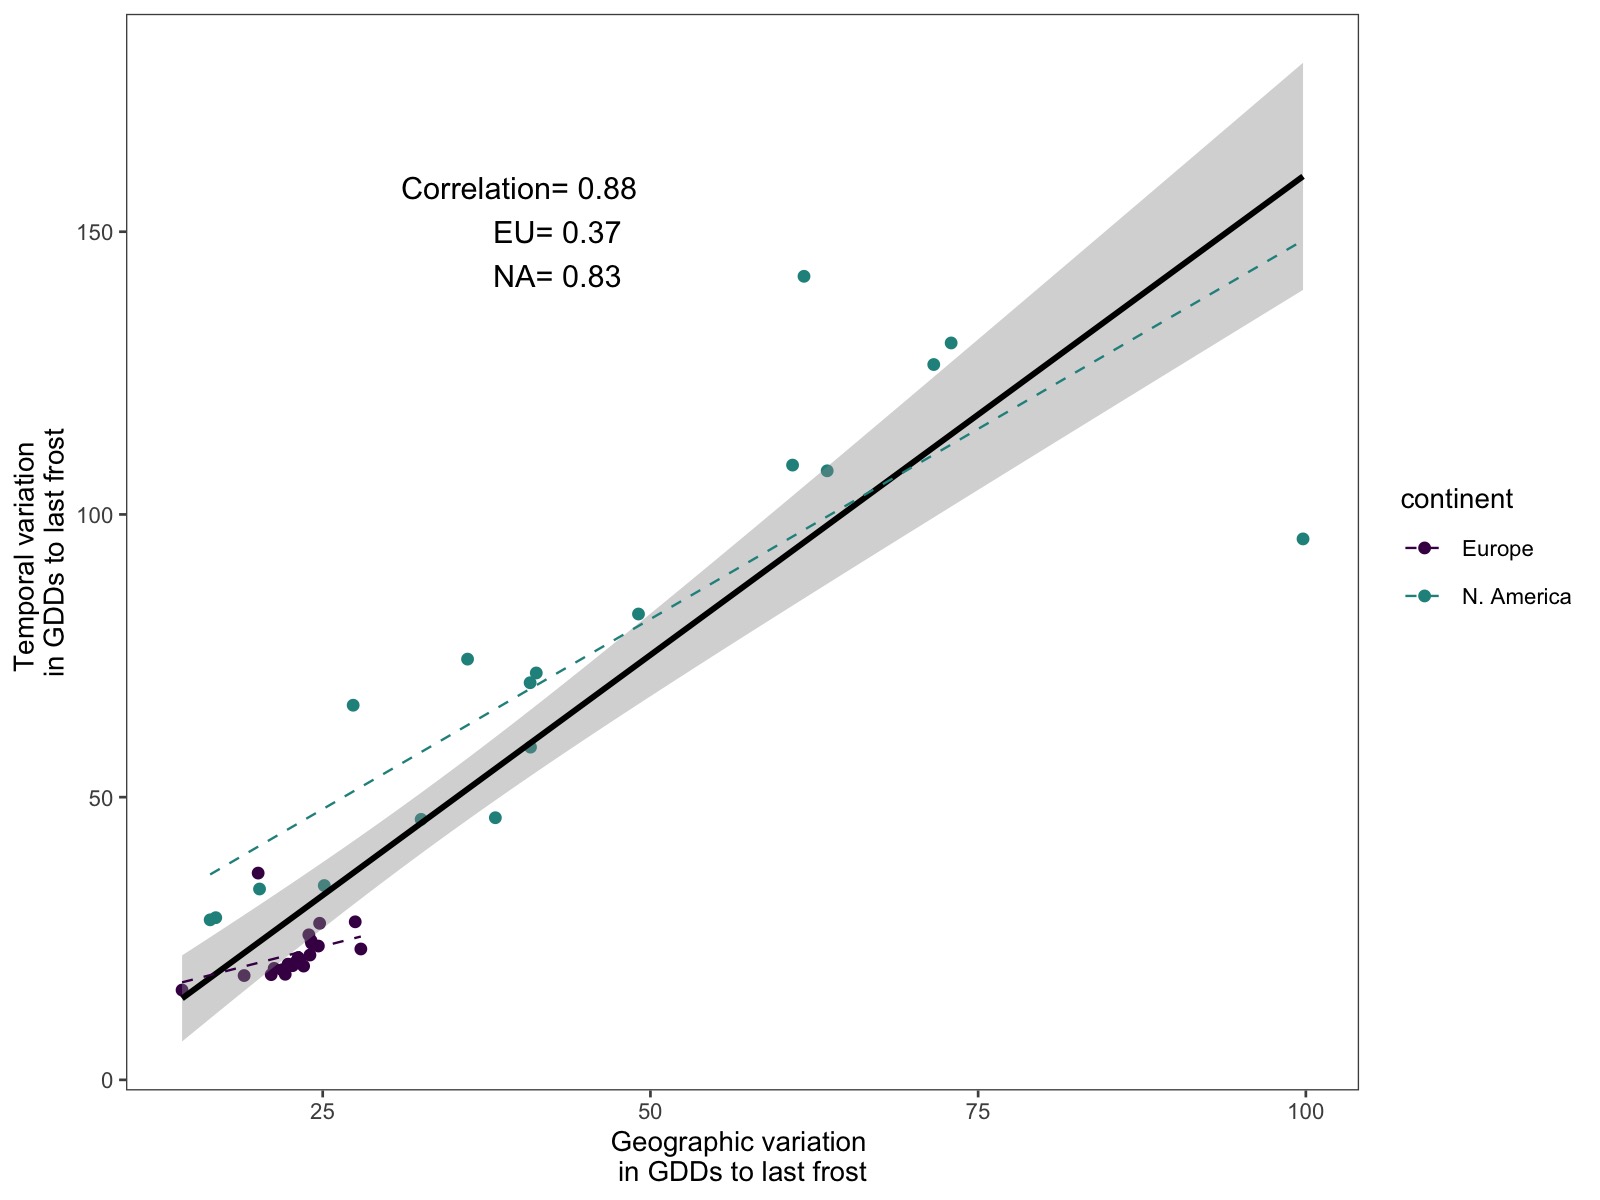 Correlation= 0.88
EU= 0.37
NA= 0.83
150
100
50
0
Temporal variation
in GDDs to last frost
25
50
75
100
Geographic variation
in GDDs to last frost
continent
Europe
N. America